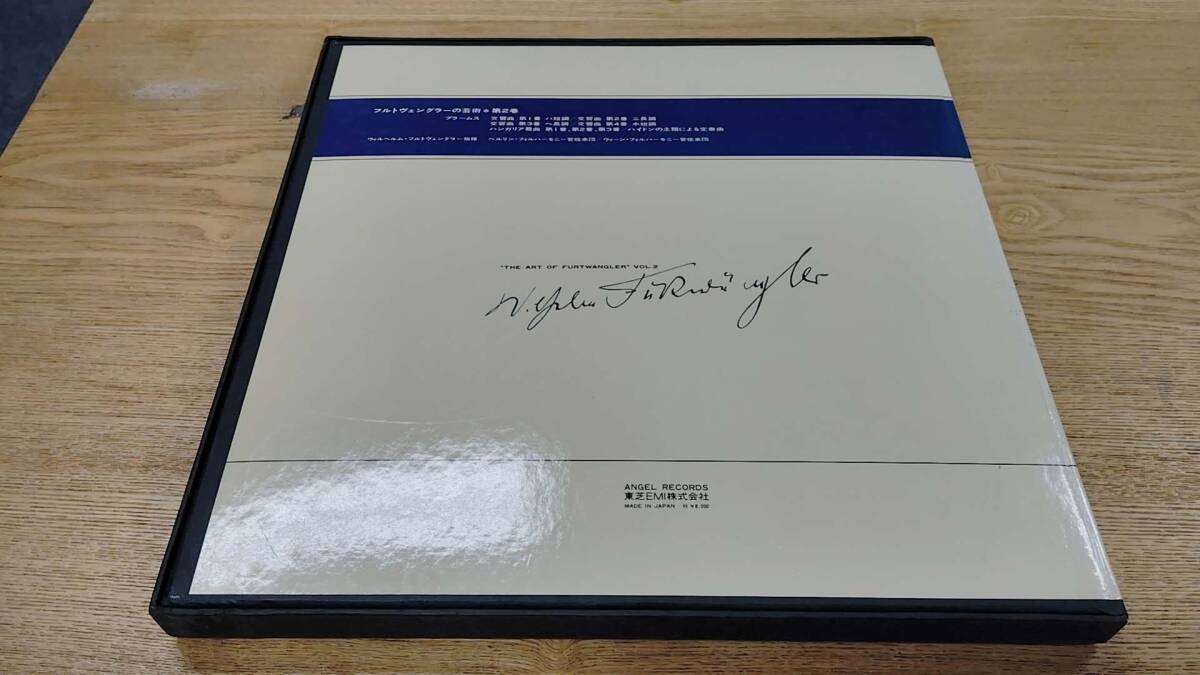 フルトヴェングラーの芸術● 第2巻
ブラームス 交響曲 第1番 ハ短調／交響曲 第2番 ニ長調
交響曲 第3番 ヘ長調／交響曲 第4番 ホ短調
ハンガリア舞曲 第1番、第2番、第3番／ハイドンの主題による変奏曲
ウィルヘルム・フルトヴェングラー指揮 ベルリン・フィルハーモニー管弦楽団／ウィーン・フィルハーモニー管弦楽団
"THE ART OF FURTWANGLER" VOL.2
Wilhelm Furtwängler
ANGEL RECORDS
東芝EMI株式会社
MADE IN JAPAN ¥8,000